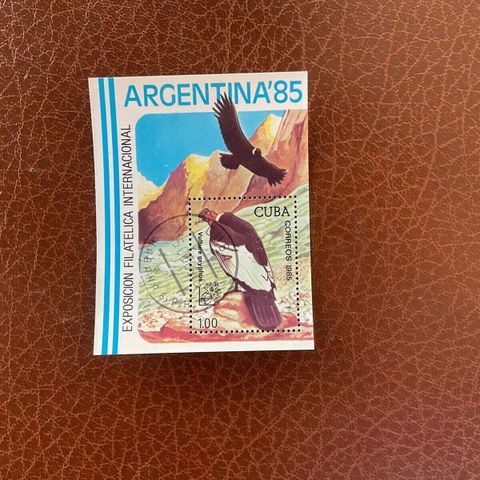 ARGENTINA'85
EXPOSICION FILATELICA INTERNACIONAL
CUBA
CORREOS 1985
Vultur gryphus
1.00